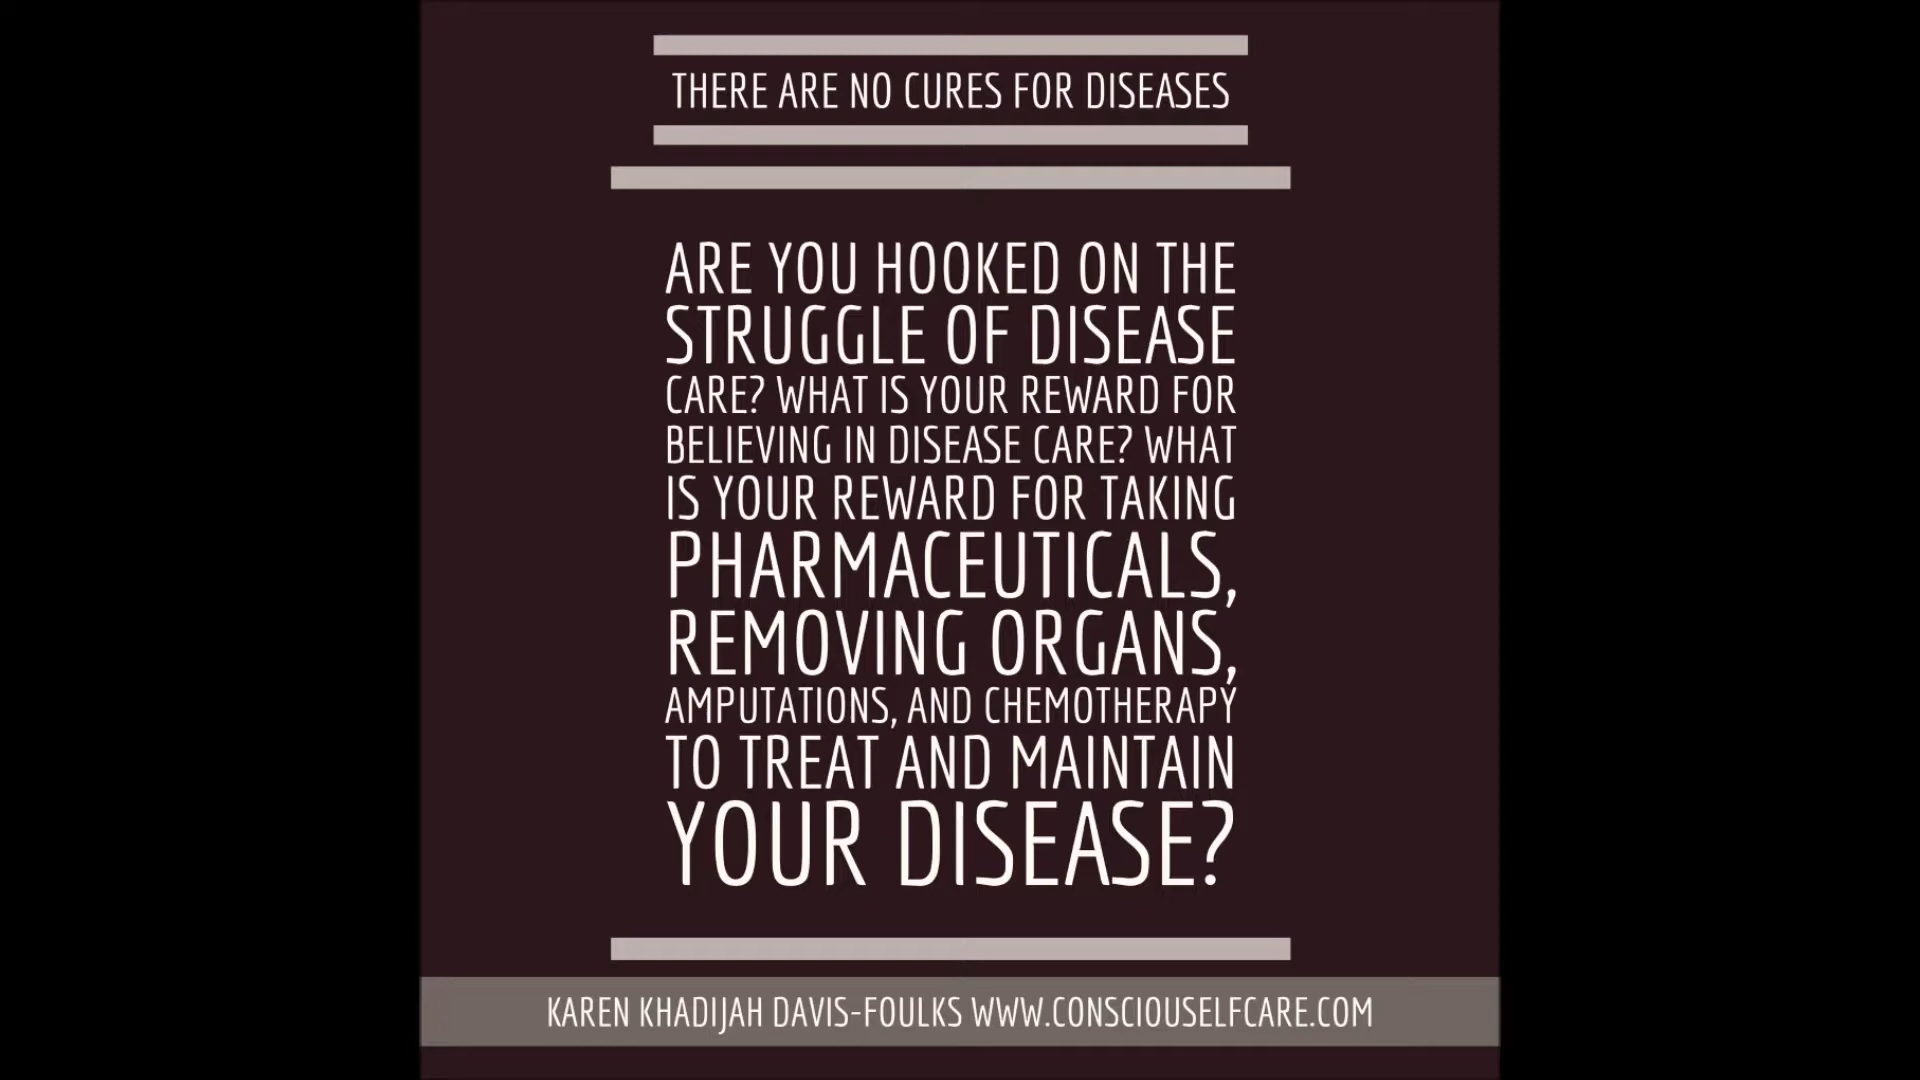 THERE ARE NO CURES FOR DISEASES
ARE YOU HOOKED ON THE
STRUGGLE OF DISEASE
CARE? WHAT IS YOUR REWARD FOR
BELIEVING IN DISEASE CARE? WHAT
IS YOUR REWARD FOR TAKING
PHARMACEUTICALS,
REMOVING ORGANS,
AMPUTATIONS, AND CHEMOTHERAPY
TO TREAT AND MAINTAIN
YOUR DISEASE?
KAREN KHADIJAH DAVIS-FOULKS WWW.CONSCIOUSELFCARE.COM